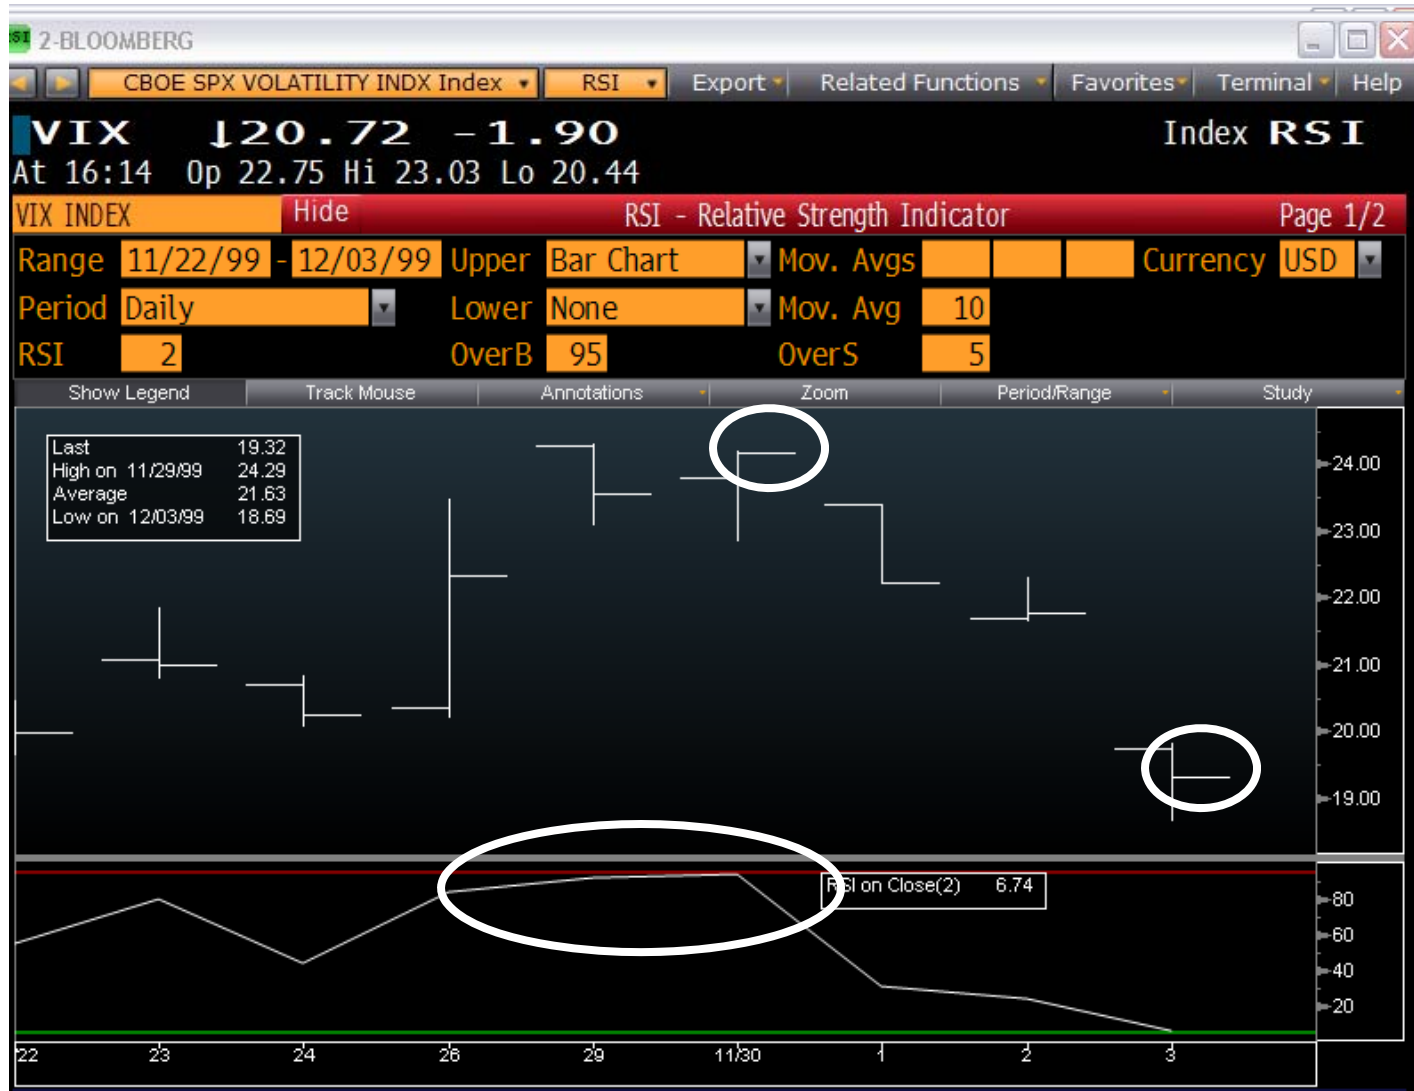 RSI 2-BLOOMBERG
CBOE SPX VOLATILITY INDX Index RSI Export Related Functions Favorites Terminal Help
VIX ↓20.72 -1.90 Index RSI
At 16:14 Op 22.75 Hi 23.03 Lo 20.44
VIX INDEX Hide RSI - Relative Strength Indicator Page 1/2
Range 11/22/99 - 12/03/99 Upper Bar Chart Mov. Avgs Currency USD
Period Daily Lower None Mov. Avg 10
RSI 2 OverB 95 OverS 5
Show Legend Track Mouse Annotations Zoom Period/Range Study
Last 19.32
High on 11/29/99 24.29
Average 21.63
Low on 12/03/99 18.69
24.00
23.00
22.00
21.00
20.00
19.00
RSI on Close(2) 6.74
80
60
40
20
22 23 24 26 29 11/30 1 2 3